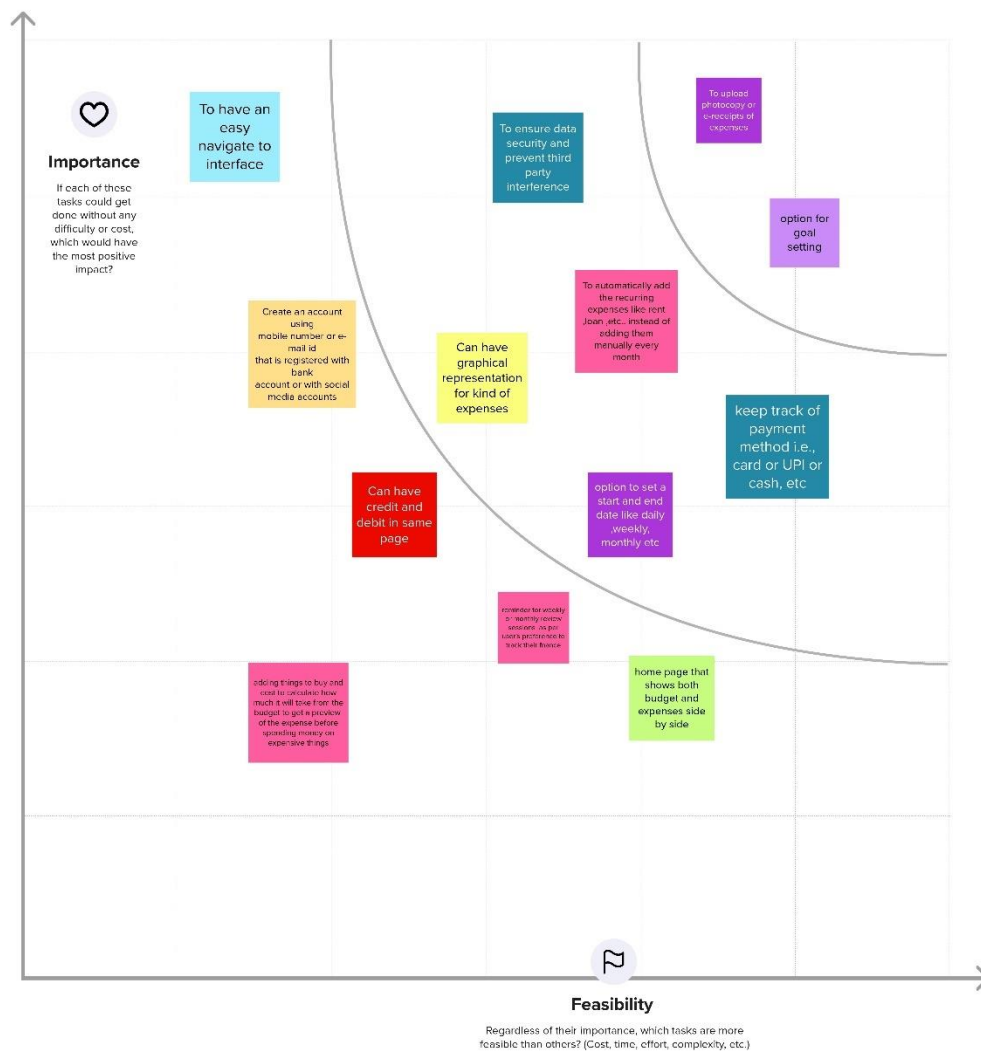 To upload
photocopy or
e-receipts of
expenses
To have an
easy
navigate to
interface
To ensure data
security and
prevent third
party
interference
Importance
If each of these
tasks could get
done without any
difficulty or cost,
which would have
the most positive
impact?
option for
goal
setting
To automatically add
the recurring
expenses like rent
,loan ,etc.. instead of
adding them
menually every
month
Create an account
using
mobile number or e-
mail id
that is registered with
bank
account or with social
media accounts
Can have
graphical
representation
for kind of
expenses
keep track of
payment
method i.e.,
card or UPI or
cash, etc
Can have
credit and
debit in same
page
option to set a
start and end
date like daily
,weekly,
monthly etc
reminder for weekly
or monthly review
sessions, as per
user's preference to
track their finance
adding things to buy and
cost to calculate how
much it will take from the
budget to get a preview
of the expense before
spending money on
expensive things
home page that
shows both
budget and
expenses side
by side
Feasibility
Regardless of their importance, which tasks are more
feasible than others? (Cost, time, effort, complexity, etc.)